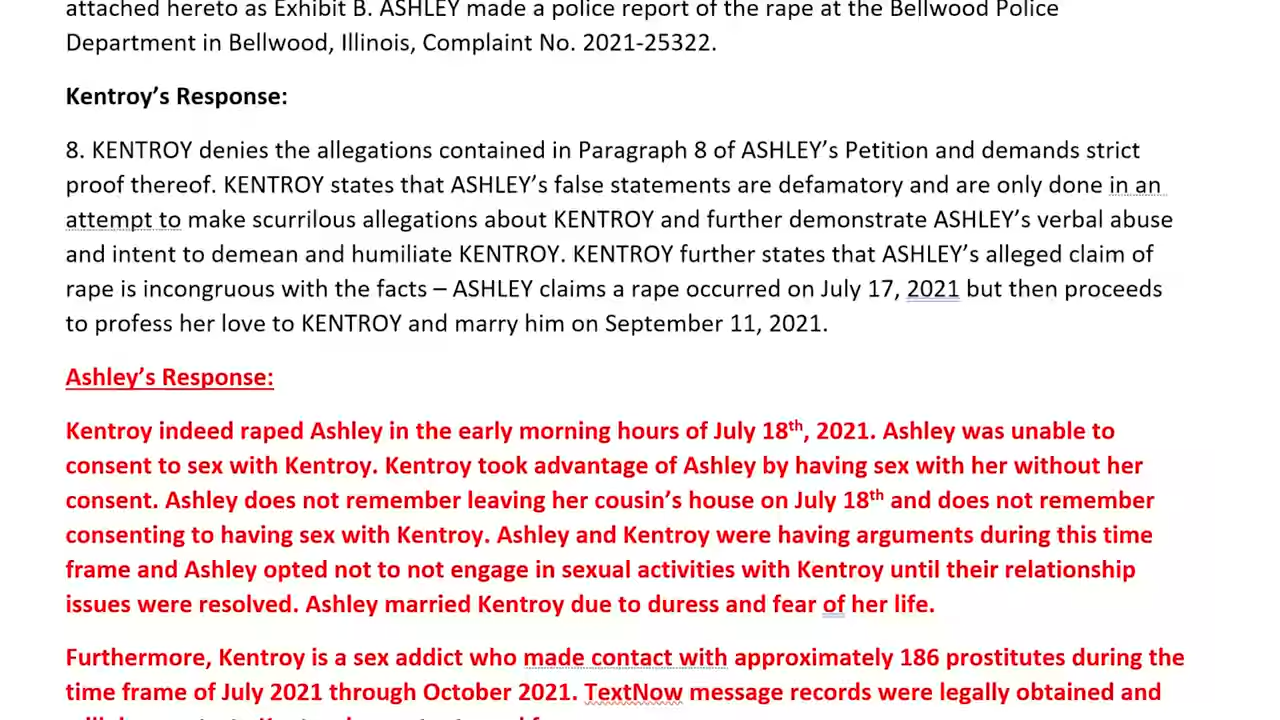 attached hereto as Exhibit B. ASHLEY made a police report of the rape at the Bellwood Police
Department in Bellwood, Illinois, Complaint No. 2021-25322.
Kentroy’s Response:
8. KENTROY denies the allegations contained in Paragraph 8 of ASHLEY’s Petition and demands strict
proof thereof. KENTROY states that ASHLEY’s false statements are defamatory and are only done in an
attempt to make scurrilous allegations about KENTROY and further demonstrate ASHLEY’s verbal abuse
and intent to demean and humiliate KENTROY. KENTROY further states that ASHLEY’s alleged claim of
rape is incongruous with the facts – ASHLEY claims a rape occurred on July 17, 2021 but then proceeds
to profess her love to KENTROY and marry him on September 11, 2021.
Ashley’s Response:
Kentroy indeed raped Ashley in the early morning hours of July 18th, 2021. Ashley was unable to
consent to sex with Kentroy. Kentroy took advantage of Ashley by having sex with her without her
consent. Ashley does not remember leaving her cousin’s house on July 18th and does not remember
consenting to having sex with Kentroy. Ashley and Kentroy were having arguments during this time
frame and Ashley opted not to not engage in sexual activities with Kentroy until their relationship
issues were resolved. Ashley married Kentroy due to duress and fear of her life.
Furthermore, Kentroy is a sex addict who made contact with approximately 186 prostitutes during the
time frame of July 2021 through October 2021. TextNow message records were legally obtained and